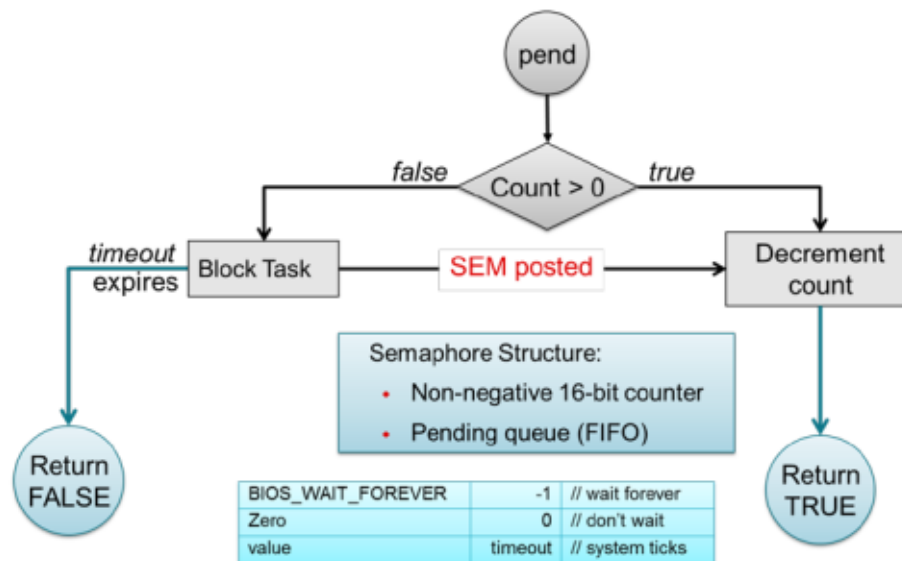 pend
false
Count > 0
true
timeout
expires
Block Task
SEM posted
Decrement
count
Semaphore Structure:
• Non-negative 16-bit counter
• Pending queue (FIFO)
Return
FALSE
Return
TRUE
BIOS_WAIT_FOREVER -1 // wait forever
Zero 0 // don't wait
value timeout // system ticks